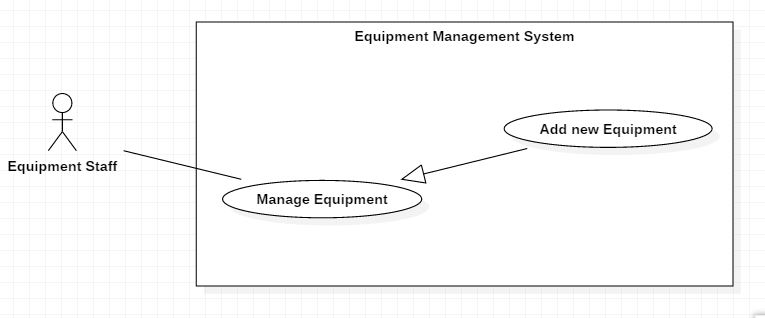 Equipment Management System
Add new Equipment
Equipment Staff
Manage Equipment